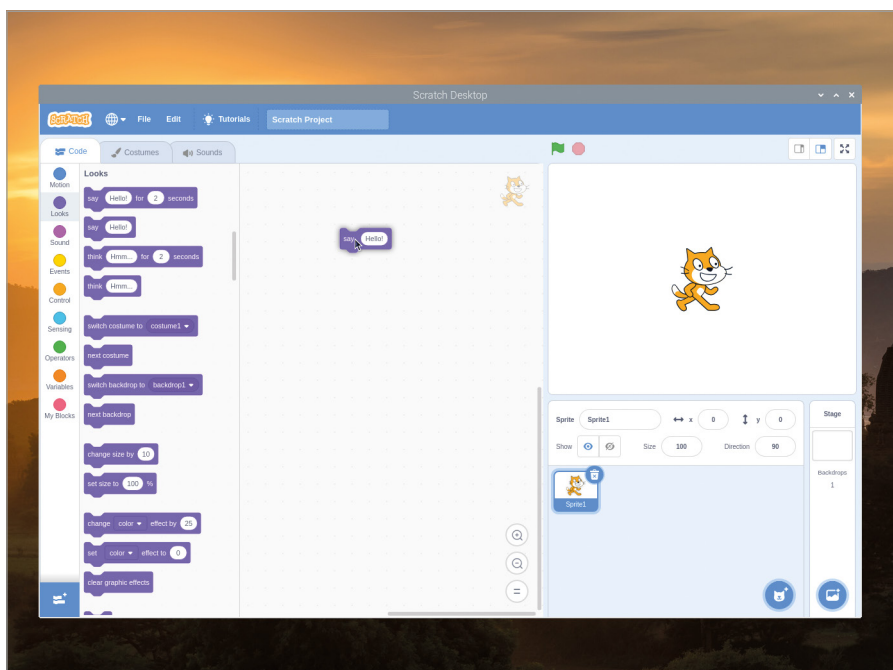 Scratch Desktop
SCRATCH File Edit Tutorials Scratch Project
Code Costumes Sounds
Motion
Looks
Sound
Events
Control
Sensing
Operators
Variables
My Blocks
Looks
say Hello! for 2 seconds
say Hello!
think Hmm... for 2 seconds
think Hmm...
switch costume to costume1
next costume
switch backdrop to backdrop1
next backdrop
change size by 10
set size to 100 %
change color effect by 25
set color effect to 0
clear graphic effects
say Hello!
Sprite Sprite1 x 0 y 0
Show Size 100 Direction 90
Sprite1
Stage
Backdrops
1